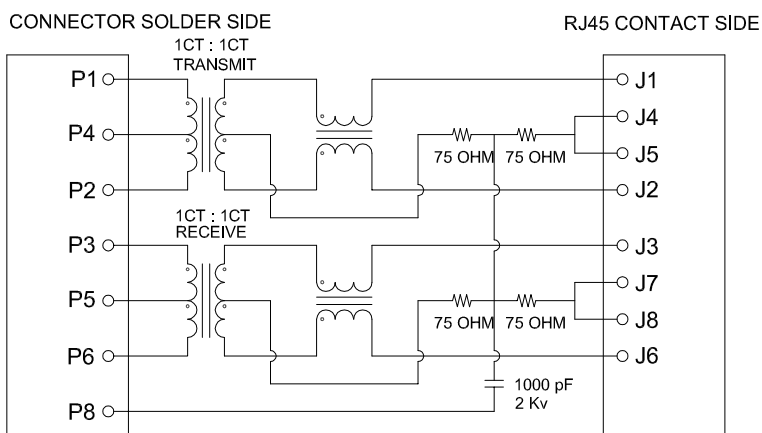 CONNECTOR SOLDER SIDE
RJ45 CONTACT SIDE
1CT : 1CT
TRANSMIT
P1
J1
J4
P4
75 OHM
75 OHM
J5
P2
J2
1CT : 1CT
RECEIVE
P3
J3
J7
P5
75 OHM
75 OHM
J8
P6
J6
1000 pF
2 Kv
P8